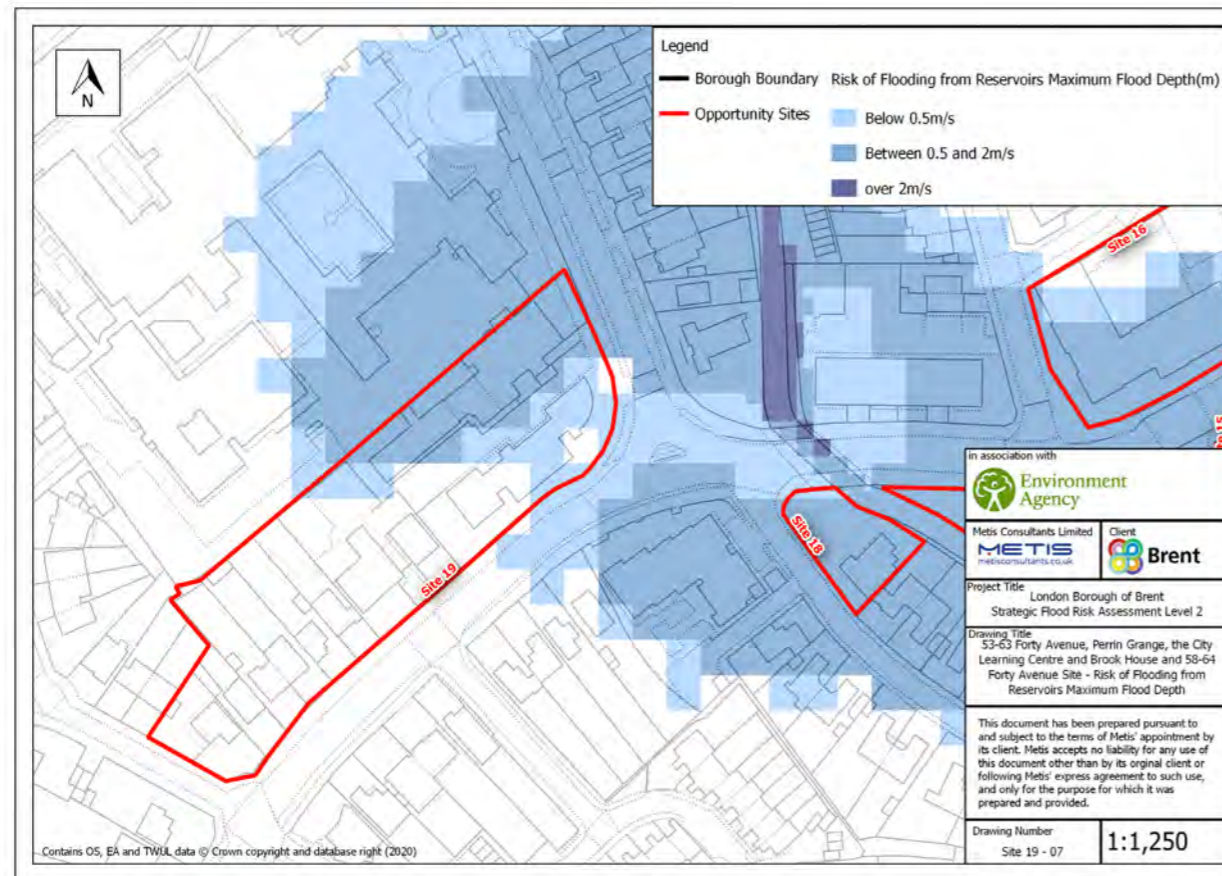 N
Legend
Borough Boundary
Opportunity Sites
Risk of Flooding from Reservoirs Maximum Flood Depth(m)
Below 0.5m/s
Between 0.5 and 2m/s
over 2m/s
Site 16
Site 18
Site 19
in association with
Environment
Agency
Metis Consultants Limited
METIS
metisconsultants.co.uk
Client
Brent
Project Title
London Borough of Brent
Strategic Flood Risk Assessment Level 2
Drawing Title
53-63 Forty Avenue, Perrin Grange, the City
Learning Centre and Brook House and 58-64
Forty Avenue Site - Risk of Flooding from
Reservoirs Maximum Flood Depth
This document has been prepared pursuant to
and subject to the terms of Metis' appointment by
its client. Metis accepts no liability for any use of
this document other than by its orginal client or
following Metis' express agreement to such use,
and only for the purpose for which it was
prepared and provided.
Drawing Number
Site 19 - 07
1:1,250
Contains OS, EA and TWUL data © Crown copyright and database right (2020)